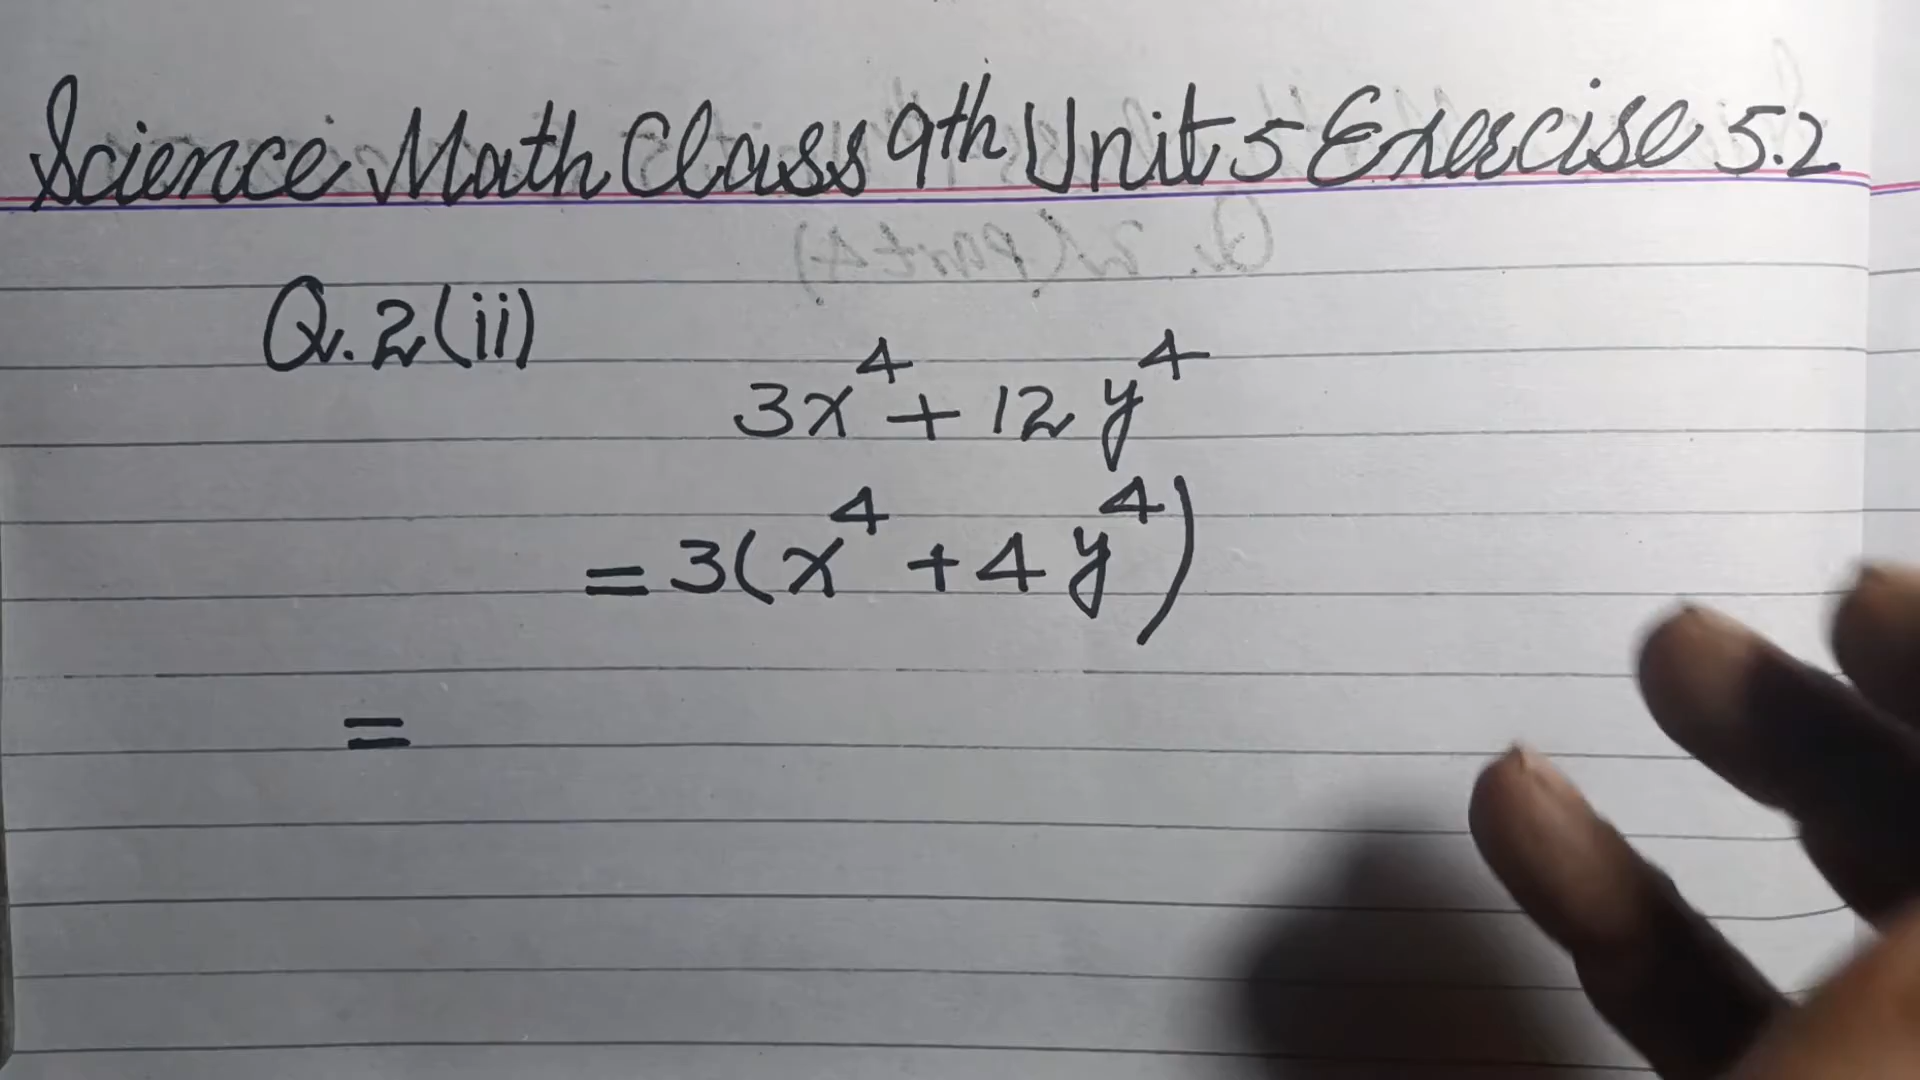 Science Math Class 9th Unit 5 Exercise 5.2
Q.2(ii)
3x⁴ + 12y⁴
= 3(x⁴ + 4y⁴)
=